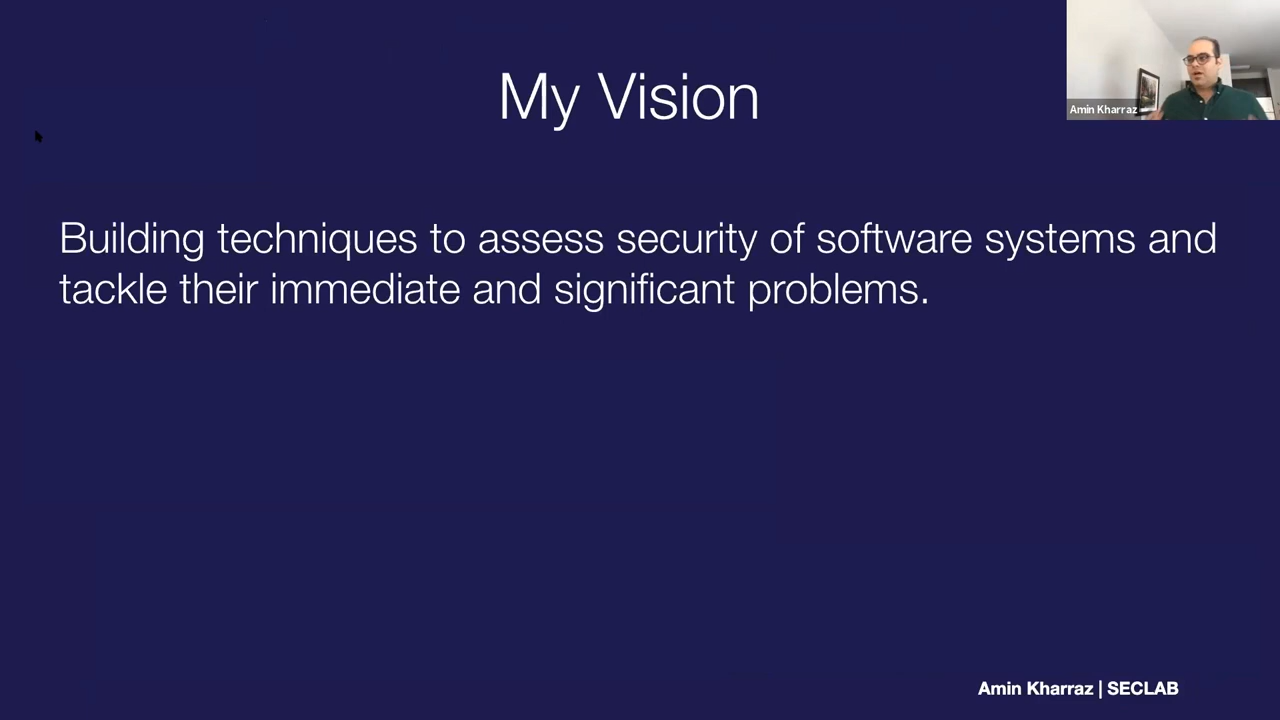 My Vision
Amin Kharraz
Building techniques to assess security of software systems and
tackle their immediate and significant problems.
Amin Kharraz | SECLAB